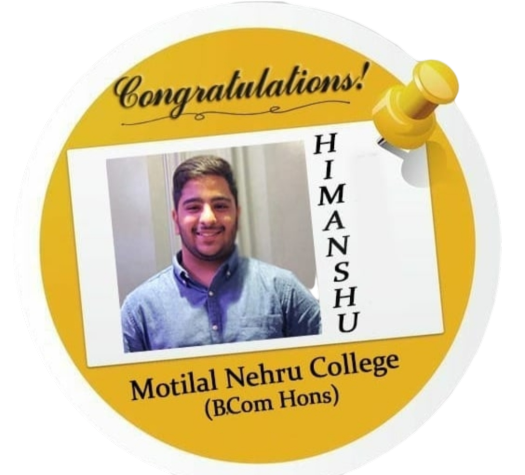 Congratulations!
HIMANSHU
Motilal Nehru College
(B.Com Hons)